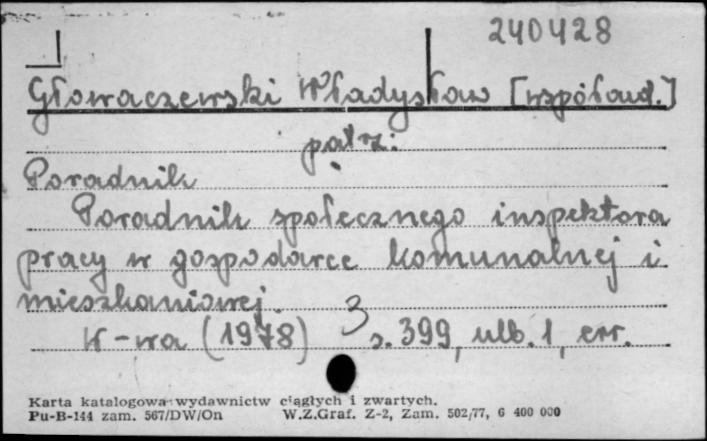 240428
Głowaczewski Władysław [współaut.]
patrz:
Poradnik
Poradnik społecznego inspektora
pracy w gospodarce komunalnej i
mieszkaniowej.
W-wa (1978) 3 s. 399, nlb. 1, err.
Karta katalogowa wydawnictw ciągłych i zwartych.
Pu-B-144 zam. 567/DW/On W.Z.Graf. Z-2, Zam. 502/77, 6 400 000